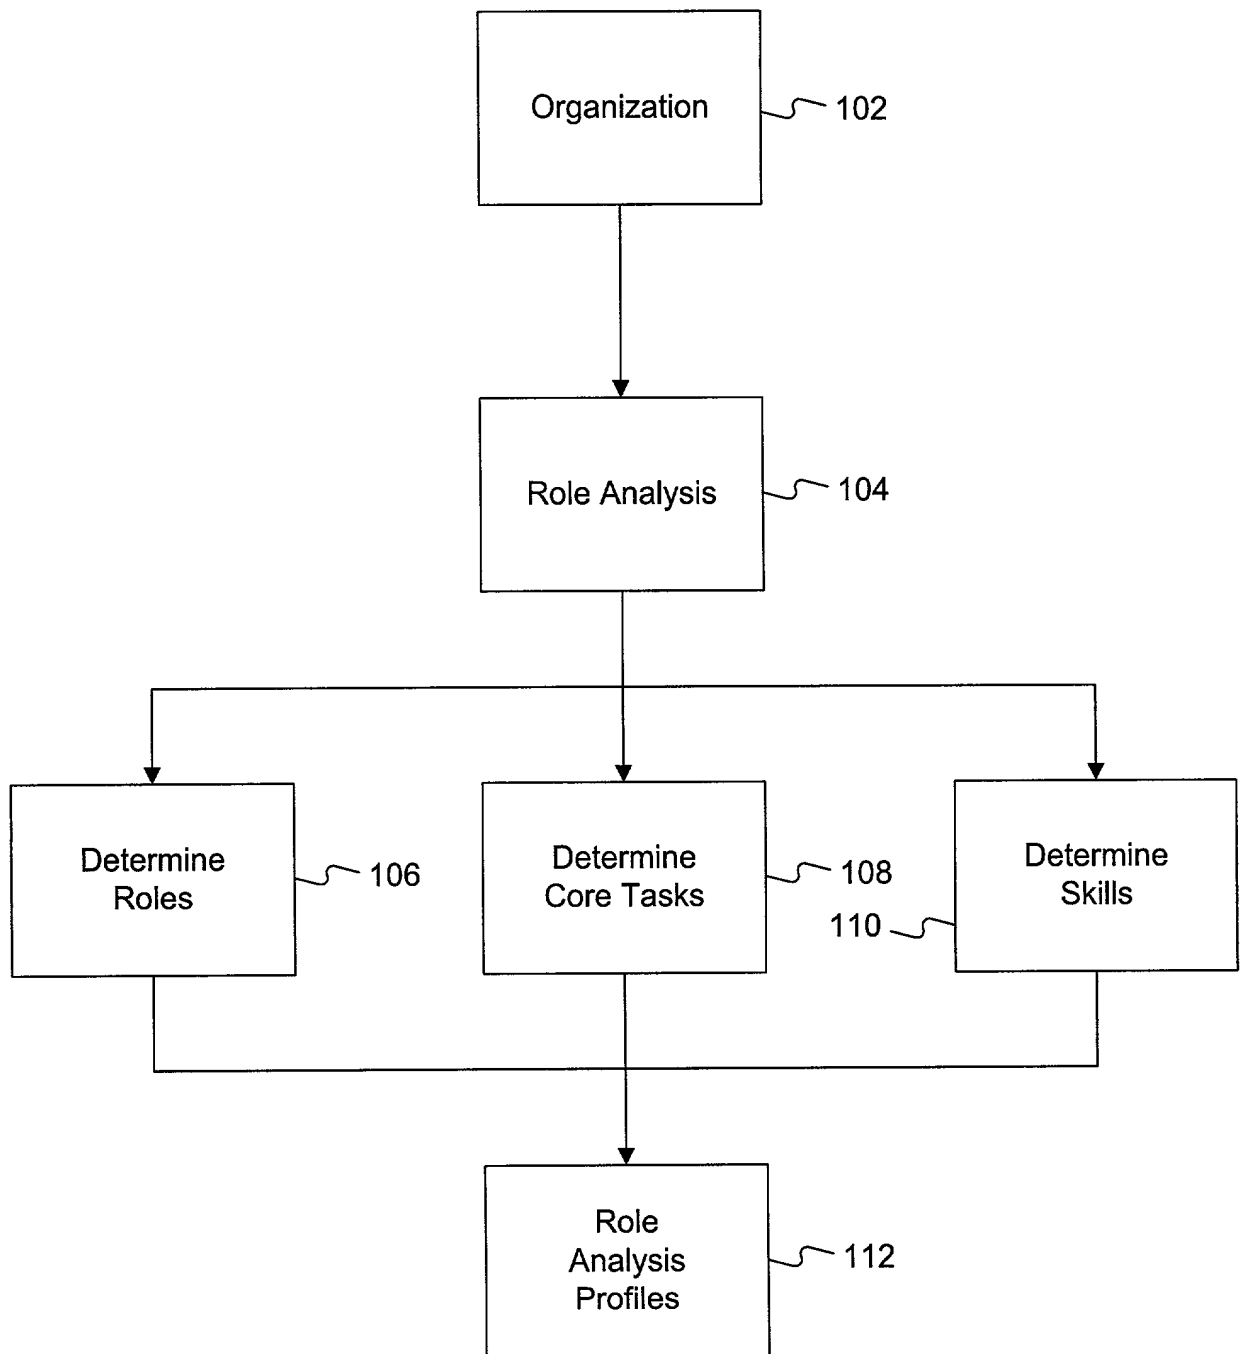 Organization
102
Role Analysis
104
Determine
Roles
106
Determine
Core Tasks
108
Determine
Skills
110
Role
Analysis
Profiles
112